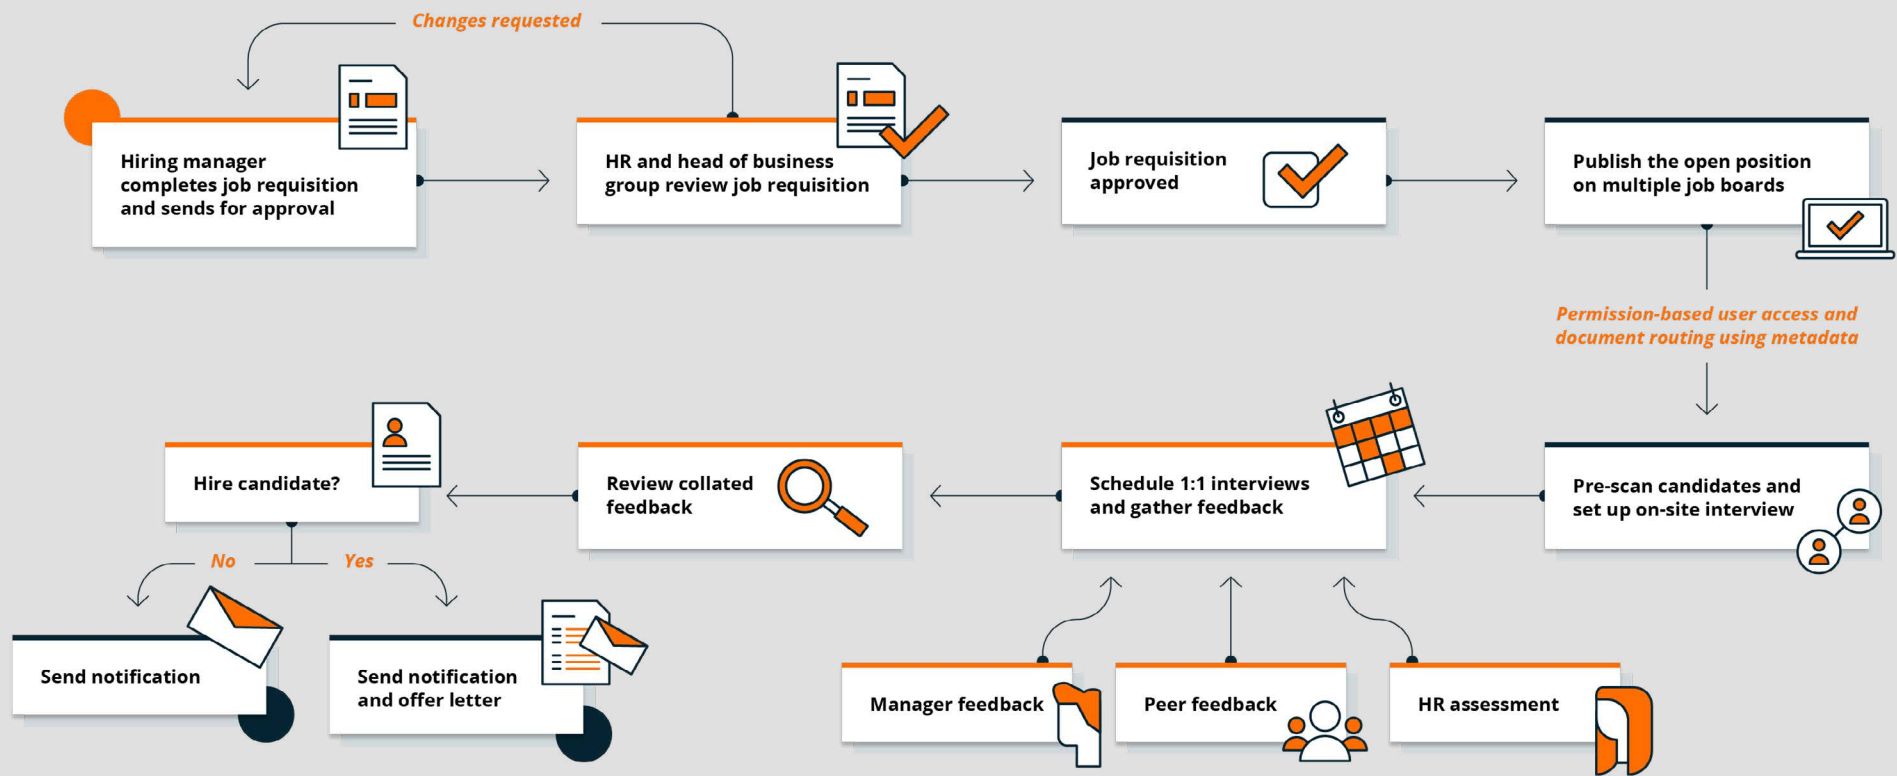 Changes requested
Hiring manager
completes job requisition
and sends for approval
HR and head of business
group review job requisition
Job requisition
approved
Publish the open position
on multiple job boards
Permission-based user access and
document routing using metadata
Hire candidate?
Review collated
feedback
Schedule 1:1 interviews
and gather feedback
Pre-scan candidates and
set up on-site interview
No
Yes
Send notification
Send notification
and offer letter
Manager feedback
Peer feedback
HR assessment